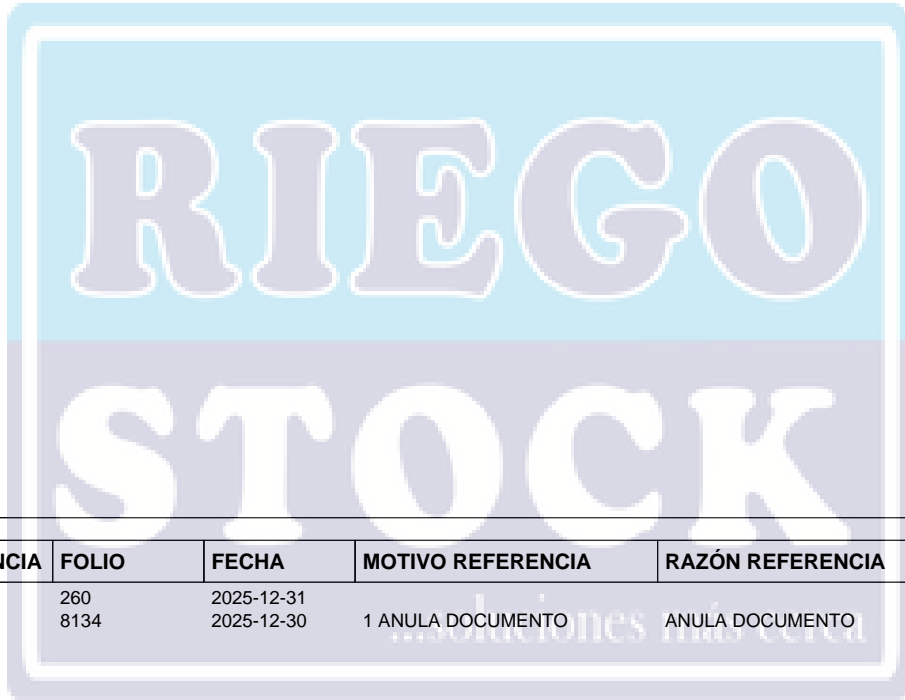 RIEGO
STOCK
NCIA FOLIO FECHA MOTIVO REFERENCIA RAZÓN REFERENCIA
260 2025-12-31
8134 2025-12-30 1 ANULA DOCUMENTO ANULA DOCUMENTO
...soluciones más cerca